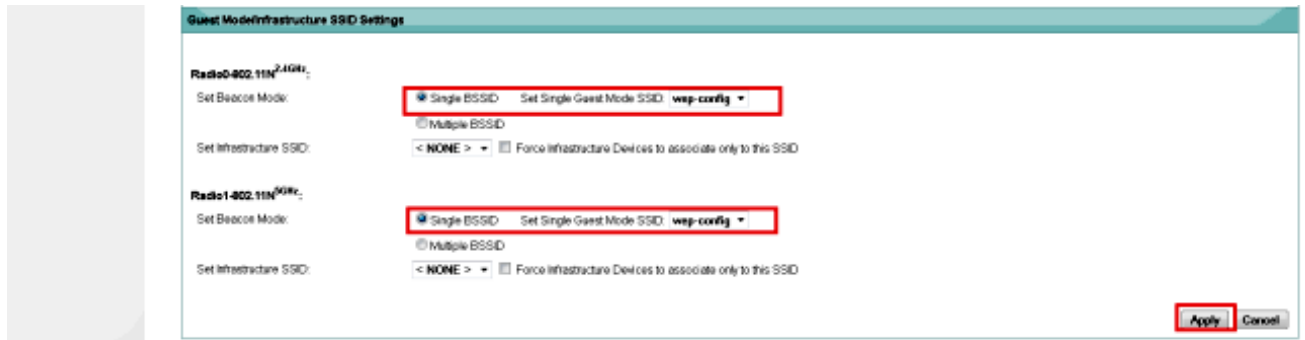 Guest Mode/Infrastructure SSID Settings
Radio0-802.11N2.4GHz:
Set Beacon Mode: Single BSSID Set Single Guest Mode SSID: wep-config
Multiple BSSID
Set Infrastructure SSID: < NONE > Force Infrastructure Devices to associate only to this SSID
Radio1-802.11N5GHz:
Set Beacon Mode: Single BSSID Set Single Guest Mode SSID: wep-config
Multiple BSSID
Set Infrastructure SSID: < NONE > Force Infrastructure Devices to associate only to this SSID
Apply Cancel